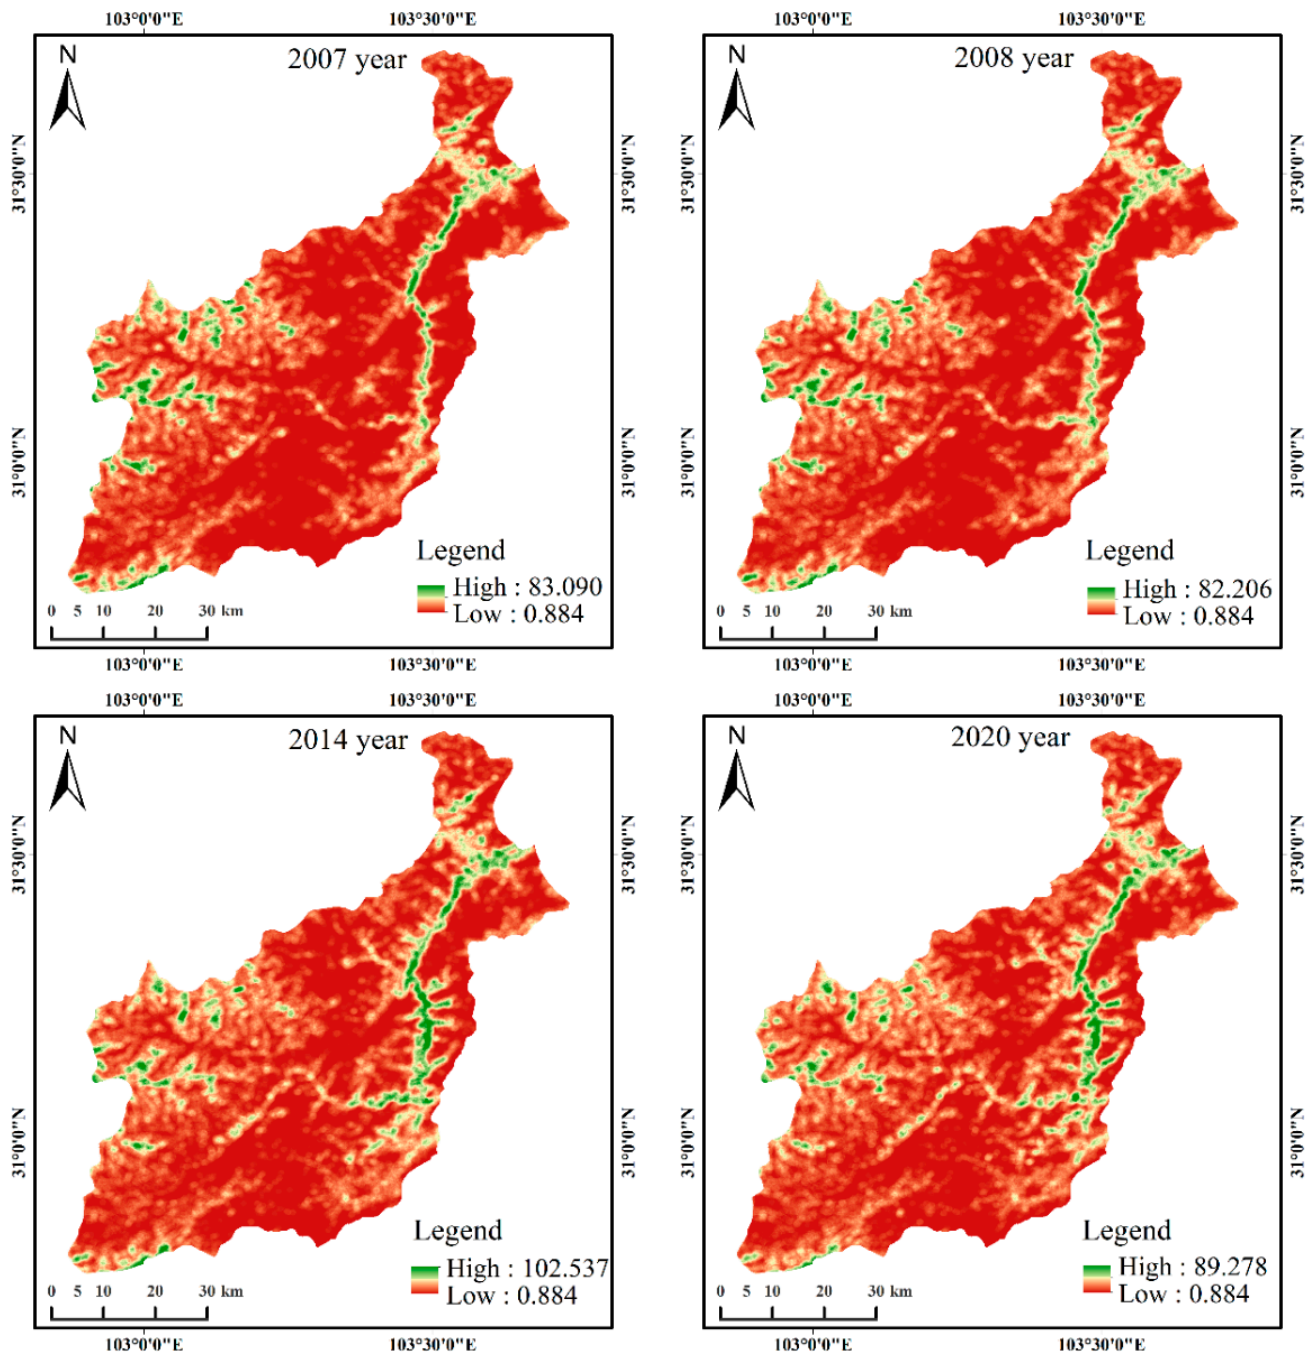 103°0'0"E 103°30'0"E 103°0'0"E 103°30'0"E
N 2007 year N 2008 year
31°30'0"N 31°30'0"N 31°30'0"N 31°30'0"N
31°0'0"N 31°0'0"N 31°0'0"N 31°0'0"N
Legend Legend
High : 83.090 High : 82.206
Low : 0.884 Low : 0.884
0 5 10 20 30 km 0 5 10 20 30 km
103°0'0"E 103°30'0"E 103°0'0"E 103°30'0"E
103°0'0"E 103°30'0"E 103°0'0"E 103°30'0"E
N 2014 year N 2020 year
31°30'0"N 31°30'0"N 31°30'0"N 31°30'0"N
31°0'0"N 31°0'0"N 31°0'0"N 31°0'0"N
Legend Legend
High : 102.537 High : 89.278
Low : 0.884 Low : 0.884
0 5 10 20 30 km 0 5 10 20 30 km
103°0'0"E 103°30'0"E 103°0'0"E 103°30'0"E